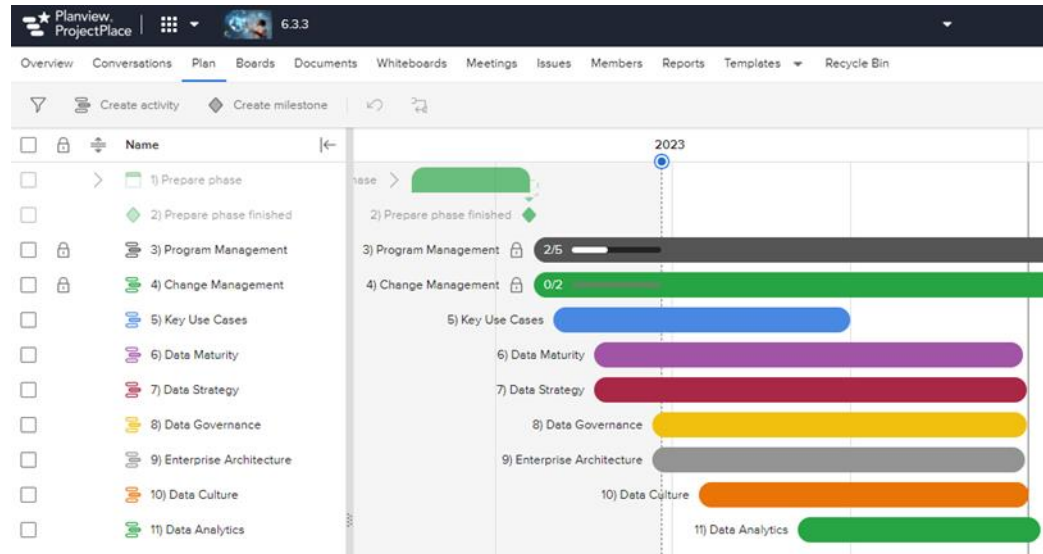 Planview.
ProjectPlace
6.3.3
Overview Conversations Plan Boards Documents Whiteboards Meetings Issues Members Reports Templates Recycle Bin
Create activity Create milestone
Name 2023
1) Prepare phase
2) Prepare phase finished 2) Prepare phase finished
3) Program Management 3) Program Management 2/5
4) Change Management 4) Change Management 0/2
5) Key Use Cases 5) Key Use Cases
6) Data Maturity 6) Data Maturity
7) Data Strategy 7) Data Strategy
8) Data Governance 8) Data Governance
9) Enterprise Architecture 9) Enterprise Architecture
10) Data Culture 10) Data Culture
11) Data Analytics 11) Data Analytics